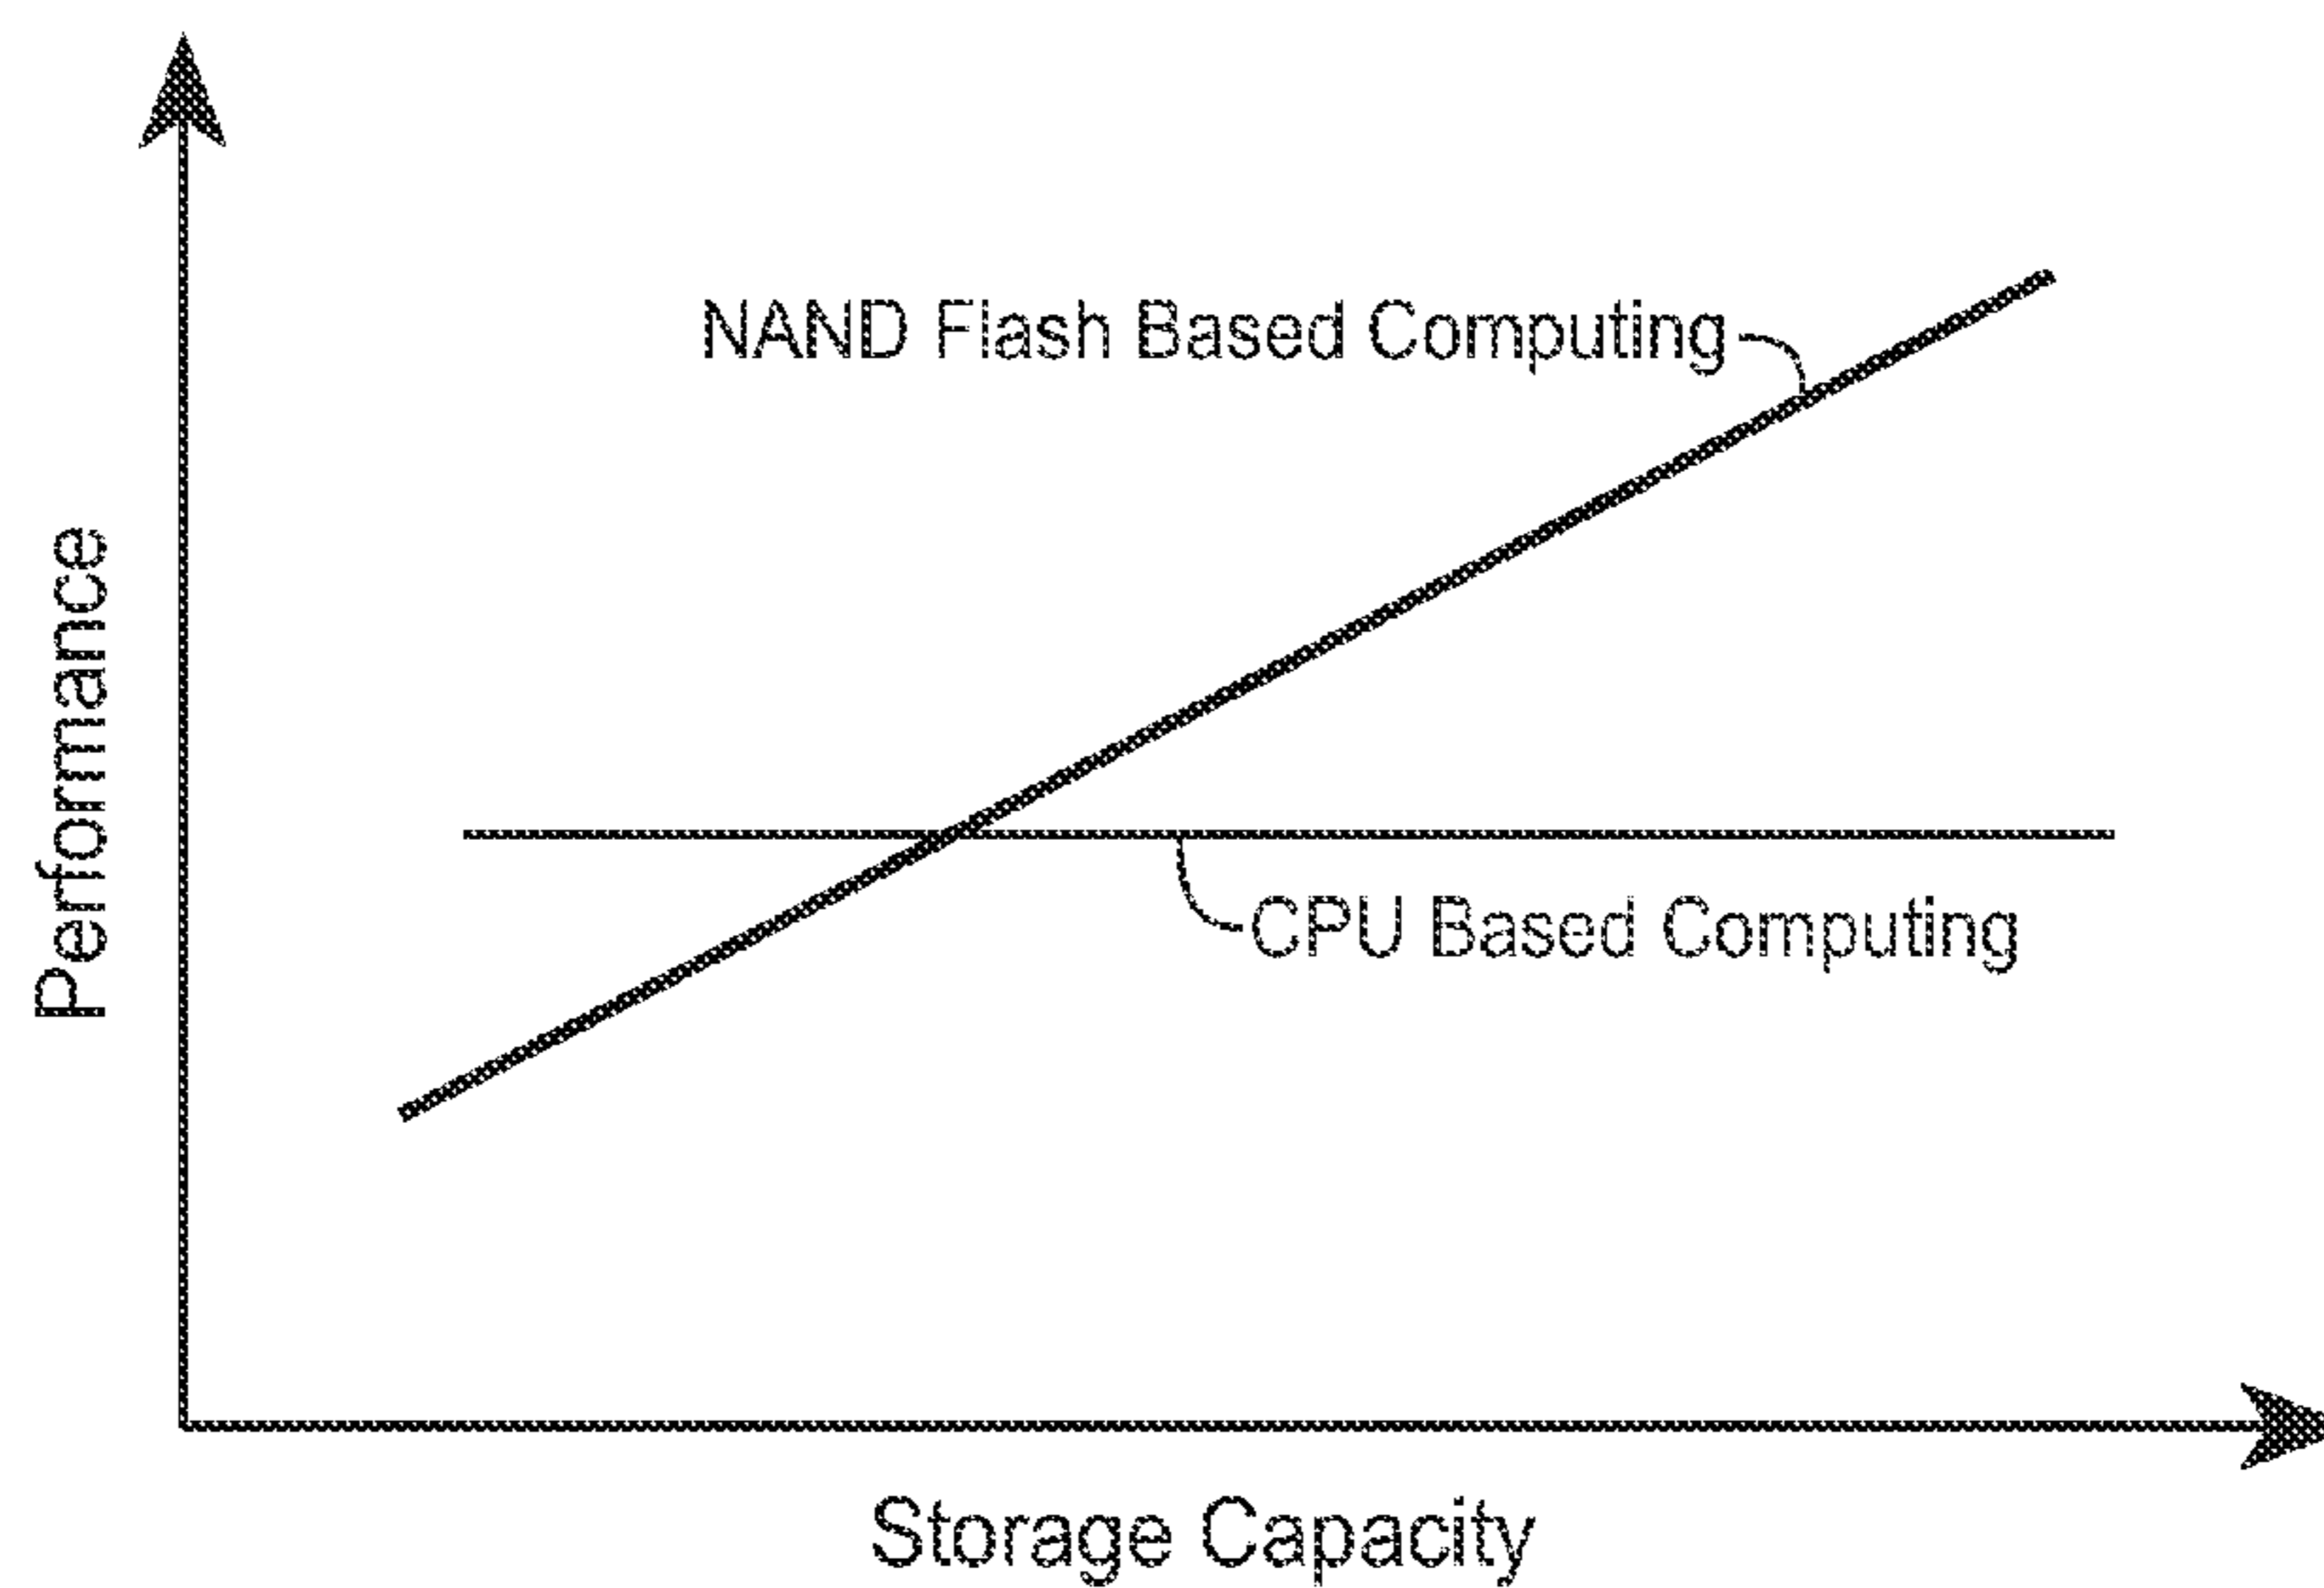 NAND Flash Based Computing
Performance
CPU Based Computing
Storage Capacity